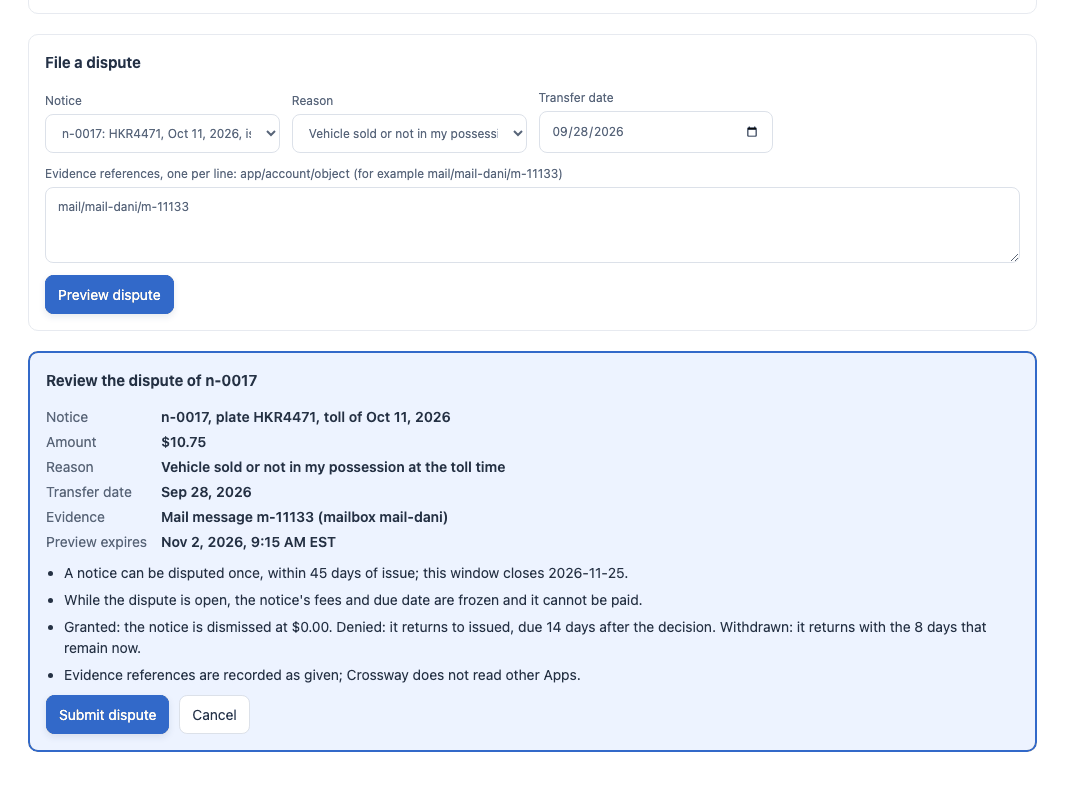 File a dispute
Notice
Reason
Transfer date
n-0017: HKR4471, Oct 11, 2026, is
Vehicle sold or not in my possessi
09/28/2026
Evidence references, one per line: app/account/object (for example mail/mail-dani/m-11133)
mail/mail-dani/m-11133
Preview dispute
Review the dispute of n-0017
Notice n-0017, plate HKR4471, toll of Oct 11, 2026
Amount $10.75
Reason Vehicle sold or not in my possession at the toll time
Transfer date Sep 28, 2026
Evidence Mail message m-11133 (mailbox mail-dani)
Preview expires Nov 2, 2026, 9:15 AM EST
• A notice can be disputed once, within 45 days of issue; this window closes 2026-11-25.
• While the dispute is open, the notice's fees and due date are frozen and it cannot be paid.
• Granted: the notice is dismissed at $0.00. Denied: it returns to issued, due 14 days after the decision. Withdrawn: it returns with the 8 days that
remain now.
• Evidence references are recorded as given; Crossway does not read other Apps.
Submit dispute
Cancel